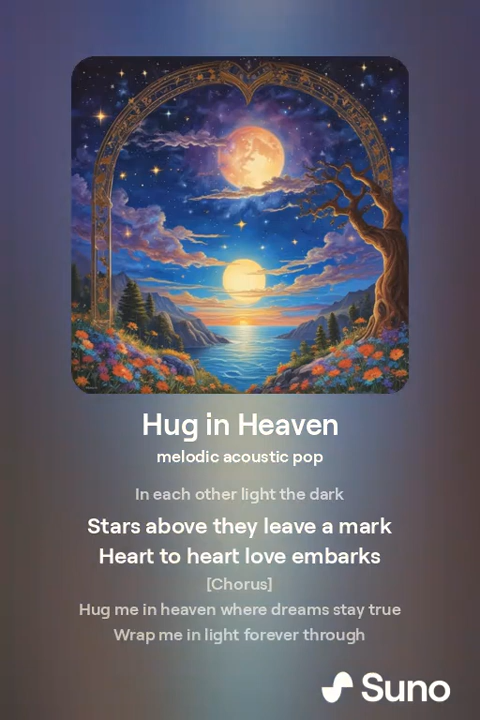 Hug in Heaven
melodic acoustic pop
In each other light the dark
Stars above they leave a mark
Heart to heart love embarks
[Chorus]
Hug me in heaven where dreams stay true
Wrap me in light forever through
Suno